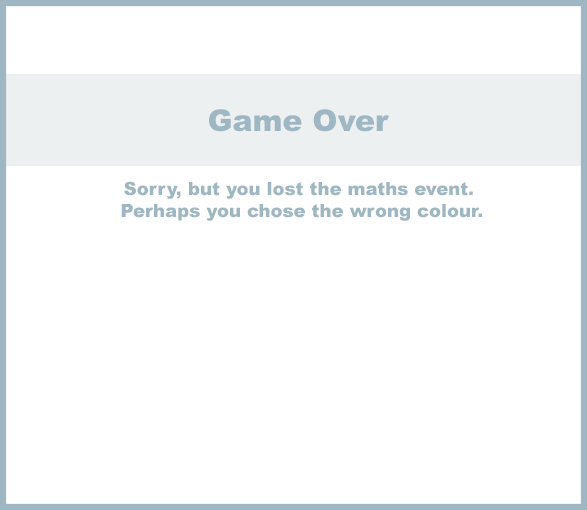 Game Over
Sorry, but you lost the maths event.
Perhaps you chose the wrong colour.